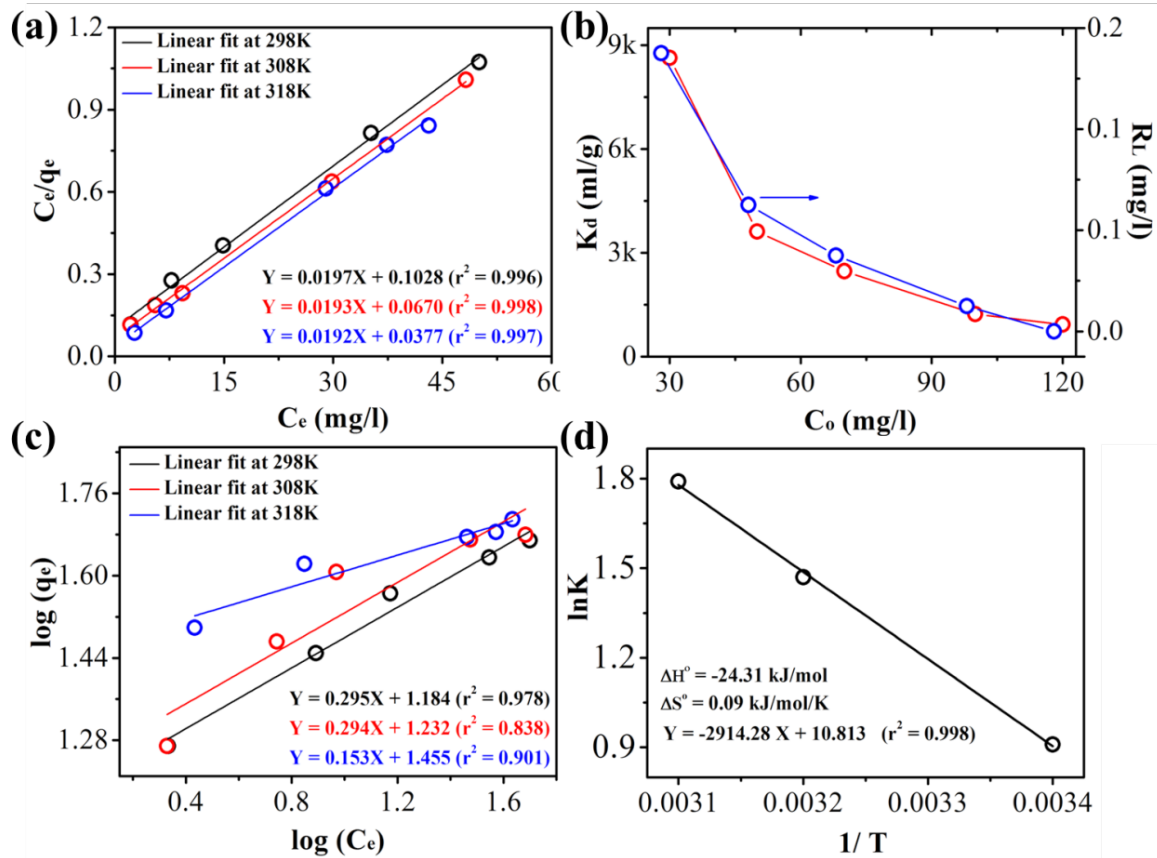 (a)
Linear fit at 298K
Linear fit at 308K
Linear fit at 318K
Cₑ/qₑ
1.2
0.9
0.6
0.3
0.0
Y = 0.0197X + 0.1028 (r² = 0.996)
Y = 0.0193X + 0.0670 (r² = 0.998)
Y = 0.0192X + 0.0377 (r² = 0.997)
0 15 30 45 60
Cₑ (mg/l)
(b)
K_d (ml/g)
9k
6k
3k
0
0.2
0.1
0.1
0.0
R_L (mg/l)
30 60 90 120
Cₒ (mg/l)
(c)
Linear fit at 298K
Linear fit at 308K
Linear fit at 318K
log (qₑ)
1.76
1.60
1.44
1.28
Y = 0.295X + 1.184 (r² = 0.978)
Y = 0.294X + 1.232 (r² = 0.838)
Y = 0.153X + 1.455 (r² = 0.901)
0.4 0.8 1.2 1.6
log (Cₑ)
(d)
lnK
1.8
1.5
1.2
0.9
ΔH° = -24.31 kJ/mol
ΔS° = 0.09 kJ/mol/K
Y = -2914.28 X + 10.813 (r² = 0.998)
0.0031 0.0032 0.0033 0.0034
1/ T